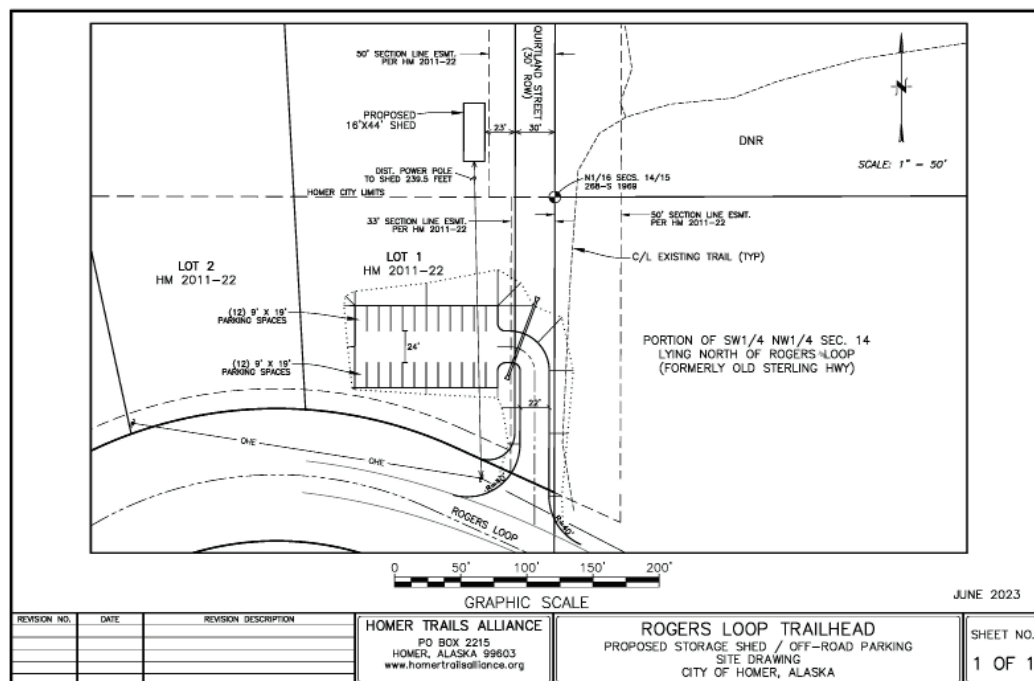 50' SECTION LINE ESMT.
PER HM 2011-22
QUIRTLAND STREET
(30' ROW)
N
DNR
SCALE: 1" = 50'
PROPOSED
16'X44' SHED
23'
30'
DIST. POWER POLE
TO SHED 239.5 FEET
N1/16 SECS. 14/15
268-S 1969
HOMER CITY LIMITS
33' SECTION LINE ESMT.
PER HM 2011-22
50' SECTION LINE ESMT.
PER HM 2011-22
C/L EXISTING TRAIL (TYP)
LOT 2
HM 2011-22
LOT 1
HM 2011-22
(12) 9' X 19'
PARKING SPACES
24'
(12) 9' X 19'
PARKING SPACES
PORTION OF SW1/4 NW1/4 SEC. 14
LYING NORTH OF ROGERS LOOP
(FORMERLY OLD STERLING HWY)
22'
OHE
OHE
R=40'
ROGERS LOOP
0 50' 100' 150' 200'
GRAPHIC SCALE
JUNE 2023
REVISION NO.
DATE
REVISION DESCRIPTION
HOMER TRAILS ALLIANCE
PO BOX 2215
HOMER, ALASKA 99603
www.homertrailsalliance.org
ROGERS LOOP TRAILHEAD
PROPOSED STORAGE SHED / OFF-ROAD PARKING
SITE DRAWING
CITY OF HOMER, ALASKA
SHEET NO.
1 OF 1